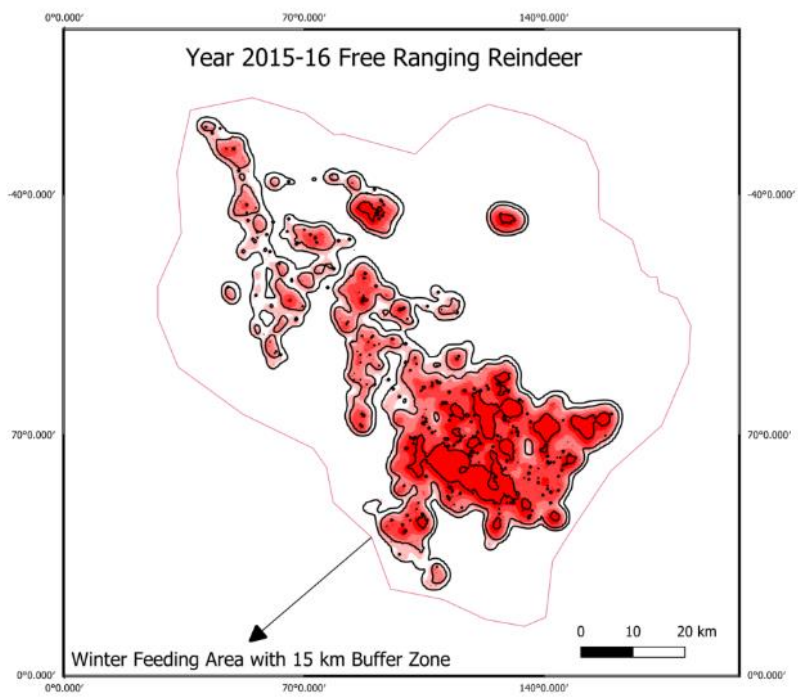 0°0.000′ 70°0.000′ 140°0.000′
Year 2015-16 Free Ranging Reindeer
-40°0.000′ -40°0.000′
70°0.000′ 70°0.000′
0 10 20 km
Winter Feeding Area with 15 km Buffer Zone
0°0.000′ 0°0.000′
0°0.000′ 70°0.000′ 140°0.000′